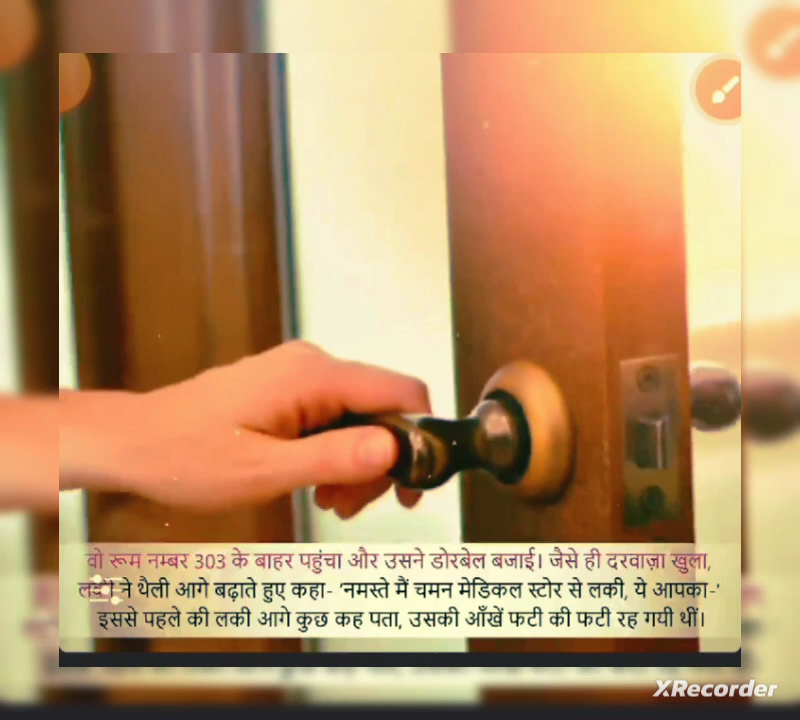 वो रूम नम्बर 303 के बाहर पहुंचा और उसने डोरबेल बजाई। जैसे ही दरवाज़ा खुला,
ने थैली आगे बढ़ाते हुए कहा- 'नमस्ते मैं चमन मेडिकल स्टोर से लकी, ये आपका-'
इससे पहले की लकी आगे कुछ कह पता, उसकी आँखें फटी की फटी रह गयी थीं।
XRecorder